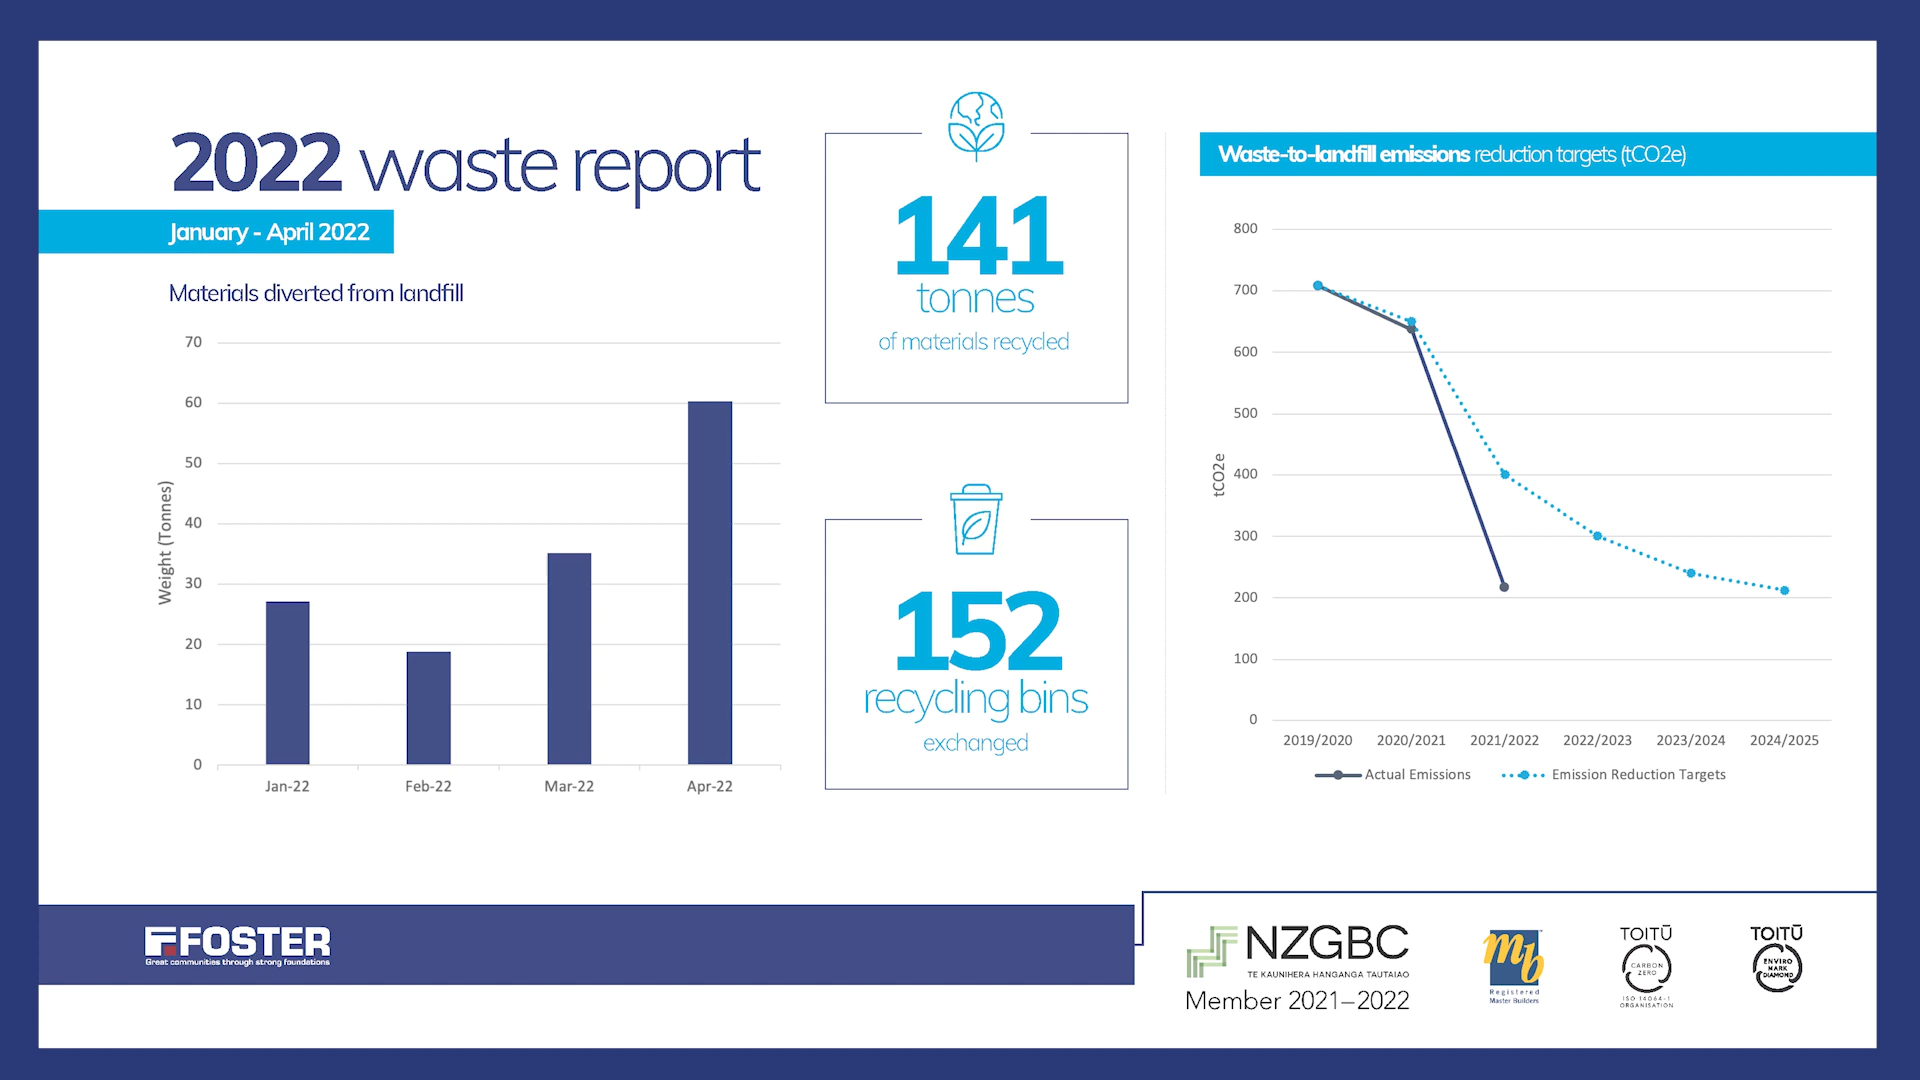 2022 waste report
January - April 2022
Materials diverted from landfill
70
60
50
40
30
20
10
0
Weight (Tonnes)
Jan-22 Feb-22 Mar-22 Apr-22
141
tonnes
of materials recycled
152
recycling bins
exchanged
Waste-to-landfill emissions reduction targets (tCO2e)
800
700
600
500
400
300
200
100
0
tCO2e
2019/2020 2020/2021 2021/2022 2022/2023 2023/2024 2024/2025
Actual Emissions Emission Reduction Targets
FOSTER
Great communities through strong foundations
NZGBC
TE KAUNIHERA HANGANGA TAUTAIAO
Member 2021–2022
mb
Registered
Master Builders
TOITŪ
CARBON
ZERO
ISO 14064-1
ORGANISATION
TOITŪ
ENVIRO
MARK
DIAMOND